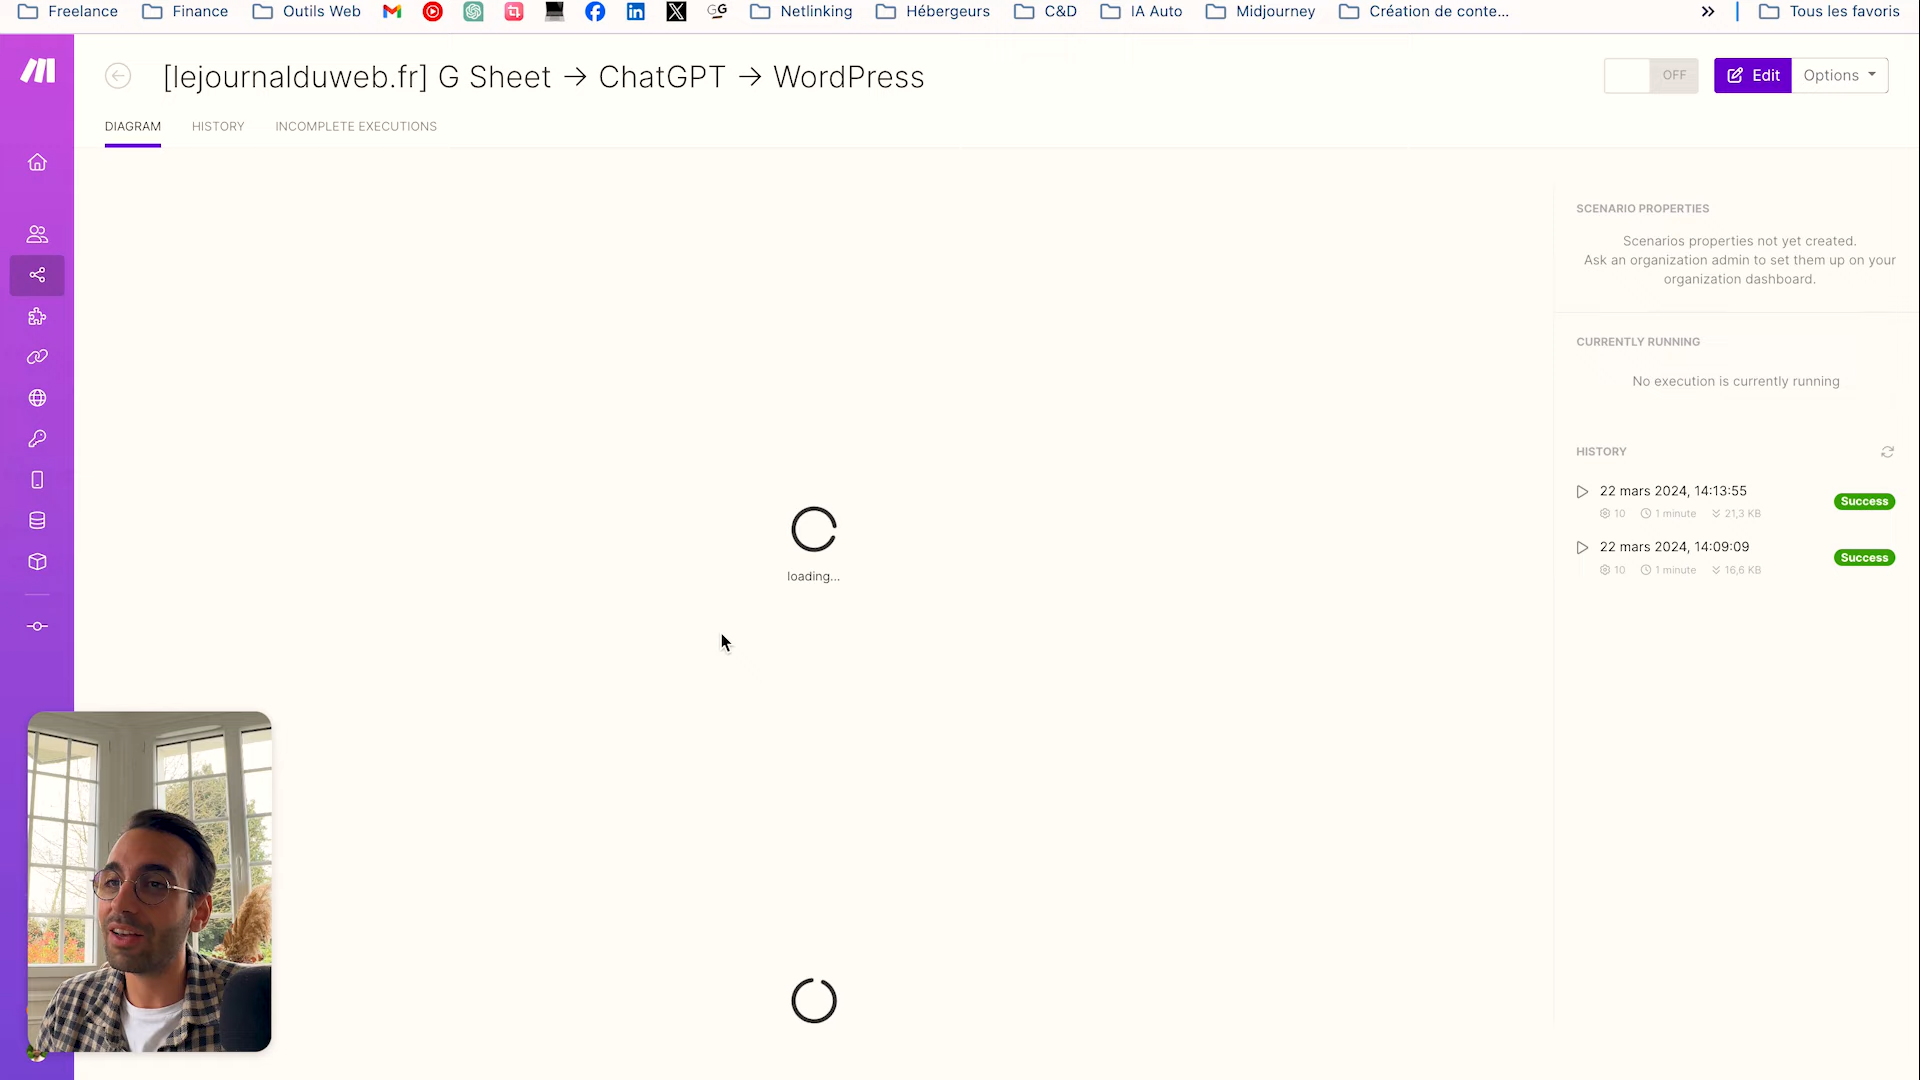 Freelance Finance Outils Web GG Netlinking Hébergeurs C&D IA Auto Midjourney Création de conte... » Tous les favoris
[lejournalduweb.fr] G Sheet → ChatGPT → WordPress
OFF
Edit
Options
DIAGRAM HISTORY INCOMPLETE EXECUTIONS
SCENARIO PROPERTIES
Scenarios properties not yet created.
Ask an organization admin to set them up on your
organization dashboard.
CURRENTLY RUNNING
No execution is currently running
HISTORY
22 mars 2024, 14:13:55
Success
10 1 minute 21,3 KB
22 mars 2024, 14:09:09
Success
10 1 minute 16,6 KB
loading...